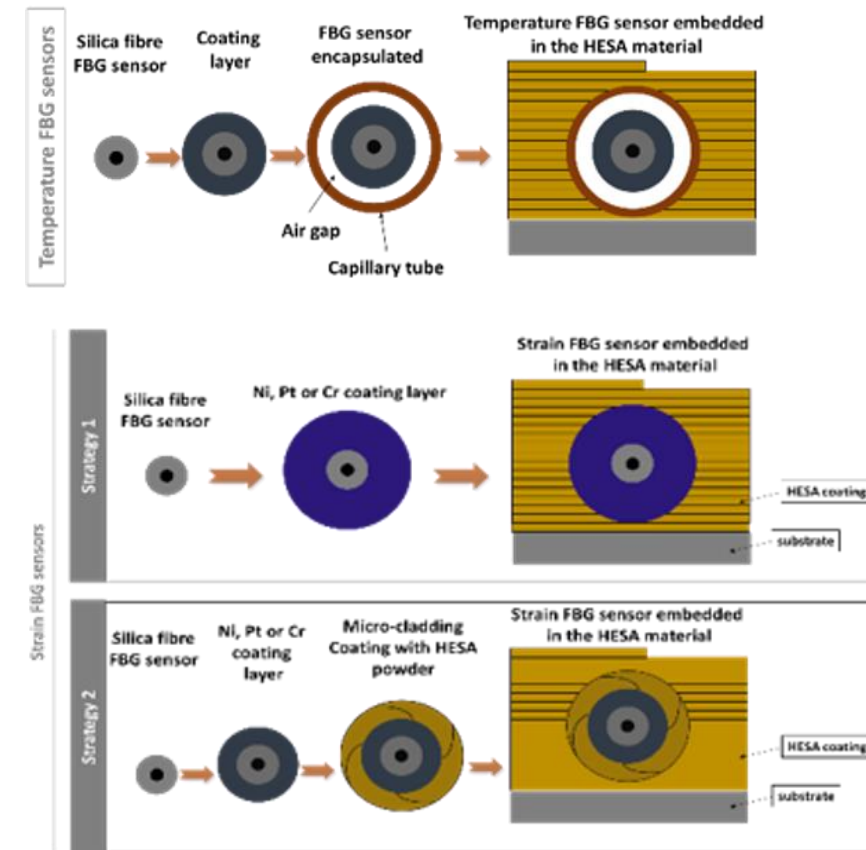 Temperature FBG sensors
Silica fibre
FBG sensor
Coating
layer
FBG sensor
encapsulated
Temperature FBG sensor embedded
in the HESA material
Air gap
Capillary tube
Strain FBG sensors
Strategy 1
Silica fibre
FBG sensor
Ni, Pt or Cr coating layer
Strain FBG sensor embedded
in the HESA material
HESA coating
substrate
Strategy 2
Silica fibre
FBG sensor
Ni, Pt or Cr
coating
layer
Micro-cladding
Coating with HESA
powder
Strain FBG sensor embedded
in the HESA material
HESA coating
substrate